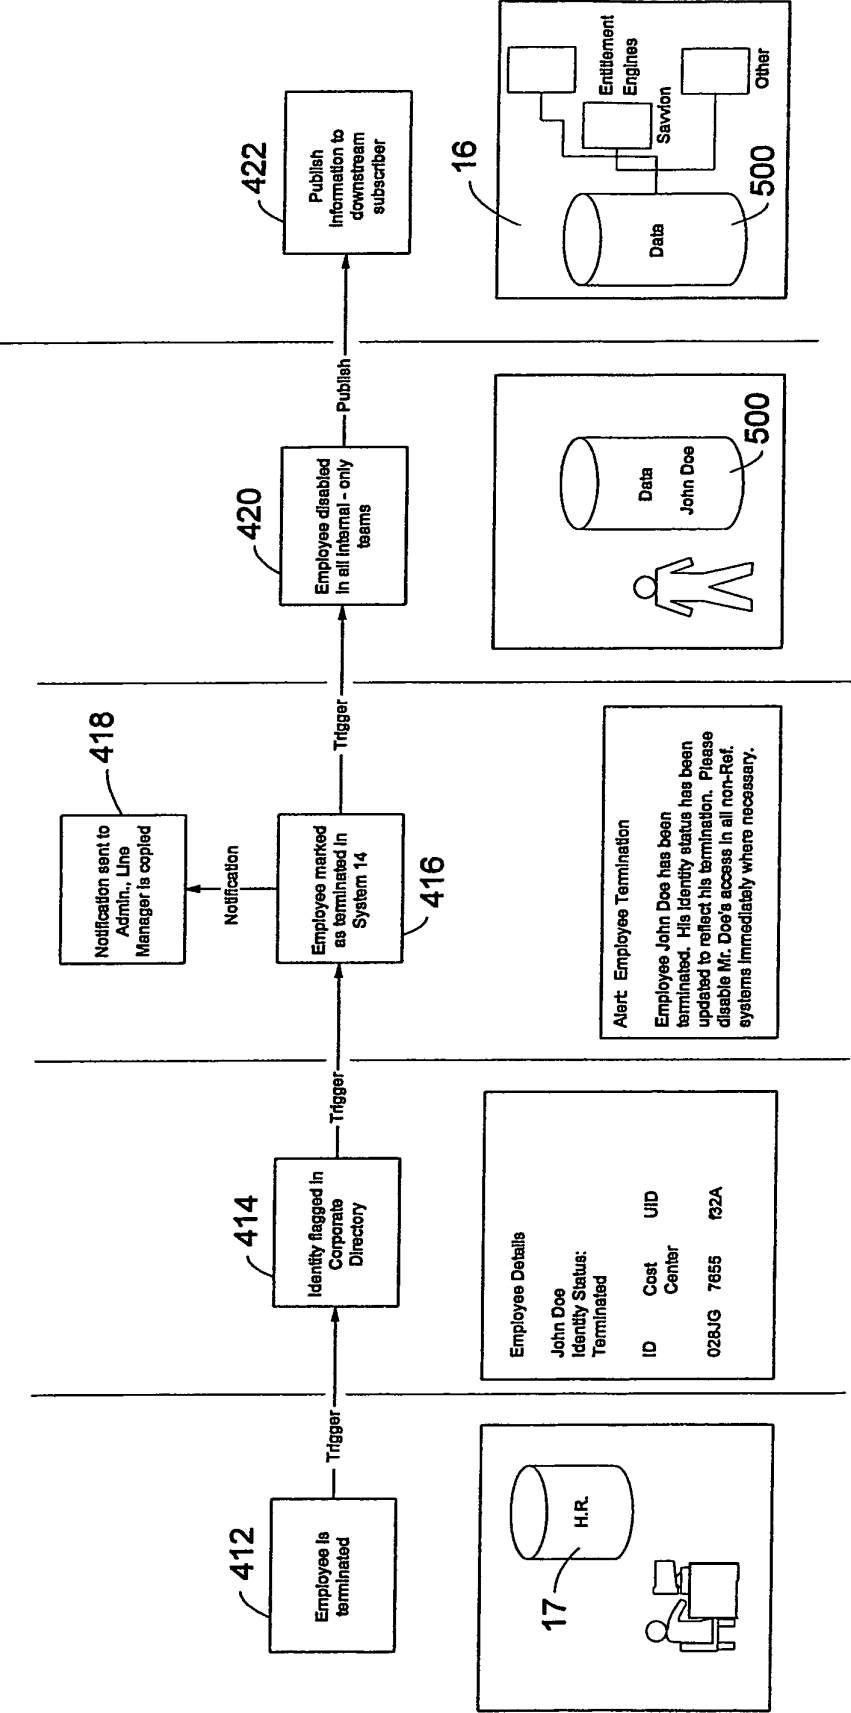 412
Employee is
terminated
Trigger
414
Identity flagged in
Corporate
Directory
Trigger
416
Employee marked
as terminated in
System 14
Notification
418
Notification sent to
Admin., Line
Manager is copied
Trigger
420
Employee disabled
in all internal - only
teams
Publish
422
Publish
information to
downstream
subscriber
17
H.R.
Employee Details
John Doe
Identity Status:
Terminated
ID Cost UID
Center
028JG 7655 f32A
Alert: Employee Termination
Employee John Doe has been
terminated. His identity status has been
updated to reflect his termination. Please
disable Mr. Doe's access in all non-Ref.
systems immediately where necessary.
Data
John Doe
500
16
Data
500
Entitlement
Engines
Savvion
Other